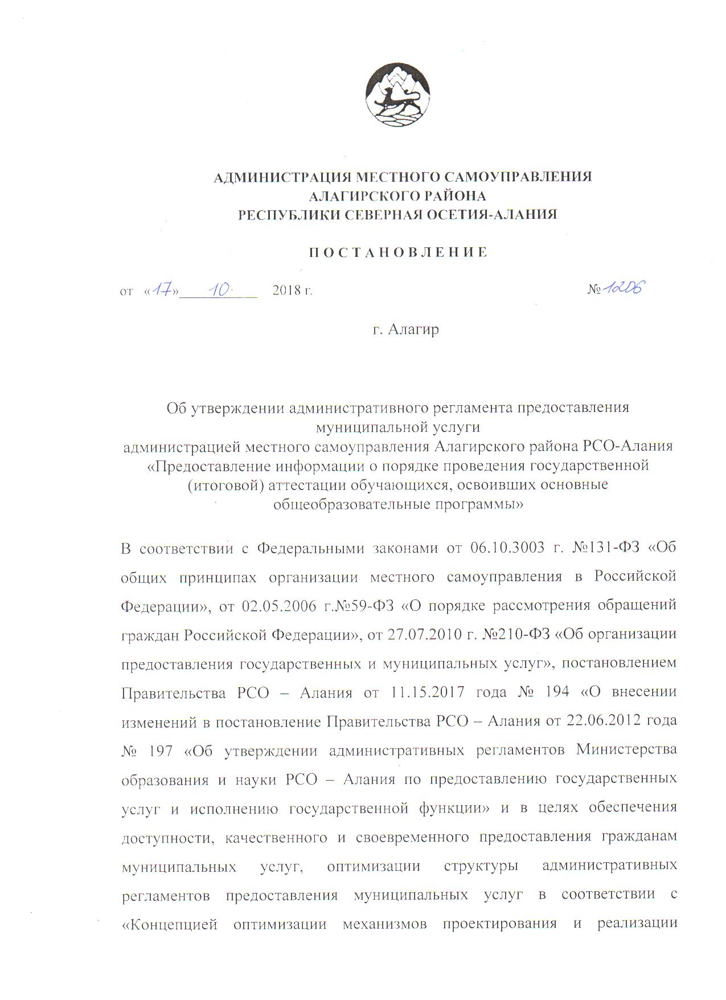 АДМИНИСТРАЦИЯ МЕСТНОГО САМОУПРАВЛЕНИЯ
АЛАГИРСКОГО РАЙОНА
РЕСПУБЛИКИ СЕВЕРНАЯ ОСЕТИЯ-АЛАНИЯ
П О С Т А Н О В Л Е Н И Е
от «17» 10. 2018 г. №1206
г. Алагир
Об утверждении административного регламента предоставления
муниципальной услуги
администрацией местного самоуправления Алагирского района РСО-Алания
«Предоставление информации о порядке проведения государственной
(итоговой) аттестации обучающихся, освоивших основные
общеобразовательные программы»
В соответствии с Федеральными законами от 06.10.3003 г. №131-ФЗ «Об
общих принципах организации местного самоуправления в Российской
Федерации», от 02.05.2006 г.№59-ФЗ «О порядке рассмотрения обращений
граждан Российской Федерации», от 27.07.2010 г. №210-ФЗ «Об организации
предоставления государственных и муниципальных услуг», постановлением
Правительства РСО – Алания от 11.15.2017 года № 194 «О внесении
изменений в постановление Правительства РСО – Алания от 22.06.2012 года
№ 197 «Об утверждении административных регламентов Министерства
образования и науки РСО – Алания по предоставлению государственных
услуг и исполнению государственной функции» и в целях обеспечения
доступности, качественного и своевременного предоставления гражданам
муниципальных услуг, оптимизации структуры административных
регламентов предоставления муниципальных услуг в соответствии с
«Концепцией оптимизации механизмов проектирования и реализации